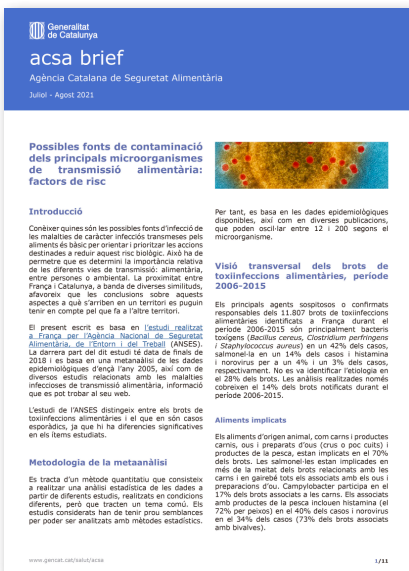 Generalitat
de Catalunya
acsa brief
Agència Catalana de Seguretat Alimentària
Juliol - Agost 2021
Possibles fonts de contaminació
dels principals microorganismes
de transmissió alimentària:
factors de risc
Introducció
Conèixer quines són les possibles fonts d'infecció de
les malalties de caràcter infecciós transmeses pels
aliments és bàsic per orientar i prioritzar les accions
destinades a reduir aquest risc biològic. Això ha de
permetre que es determini la importància relativa
de les diferents vies de transmissió: alimentària,
entre persones o ambiental. La proximitat entre
França i Catalunya, a banda de diverses similituds,
afavoreix que les conclusions sobre aquests
aspectes a què s'arriben en un territori es puguin
tenir en compte pel que fa a l'altre territori.
El present escrit es basa en l'estudi realitzat
a França per l'Agència Nacional de Seguretat
Alimentària, de l'Entorn i del Treball (ANSES).
La darrera part del dit estudi té data de finals de
2018 i es basa en una metanàlisi de les dades
epidemiològiques d'ençà l'any 2005, així com de
diversos estudis relacionats amb les malalties
infeccioses de transmissió alimentària, informació
que es pot trobar al seu web.
L'estudi de l'ANSES distingeix entre els brots de
toxiinfeccions alimentàries i el que en són casos
esporàdics, ja que hi ha diferències significatives
en els ítems estudiats.
Metodologia de la metaanàlisi
Es tracta d'un mètode quantitatiu que consisteix
a realitzar una anàlisi estadística de les dades a
partir de diferents estudis, realitzats en condicions
diferents, però que tracten un tema comú. Els
estudis considerats han de tenir prou semblances
per poder ser analitzats amb mètodes estadístics.
Per tant, es basa en les dades epidemiològiques
disponibles, així com en diverses publicacions,
que poden oscil·lar entre 12 i 200 segons el
microorganisme.
Visió transversal dels brots de
toxiinfeccions alimentàries, període
2006-2015
Els principals agents sospitosos o confirmats
responsables dels 11.807 brots de toxiinfeccions
alimentàries identificats a França durant el
període 2006-2015 són principalment bacteris
toxígens (Bacillus cereus, Clostridium perfringens
i Staphylococcus aureus) en un 42% dels casos,
salmonel·la en un 14% dels casos i histamina
i norovirus per a un 4% i un 3% dels casos,
respectivament. No es va identificar l'etiologia en
el 28% dels brots. Les anàlisis realitzades només
cobreixen el 14% dels brots notificats durant el
període 2006-2015.
Aliments implicats
Els aliments d'origen animal, com carns i productes
carnis, ous i preparats d'ous (crus o poc cuits) i
productes de la pesca, estan implicats en el 70%
dels brots. Les salmonel·les estan implicades en
més de la meitat dels brots relacionats amb les
carns i en gairebé tots els associats amb els ous i
preparacions d'ou. Campylobacter participa en el
17% dels brots associats a les carns. Els associats
amb productes de la pesca inclouen histamina (el
72% per peixos) en el 40% dels casos i norovirus
en el 34% dels casos (73% dels brots associats
amb bivalves).
www.gencat.cat/salut/acsa
1/11